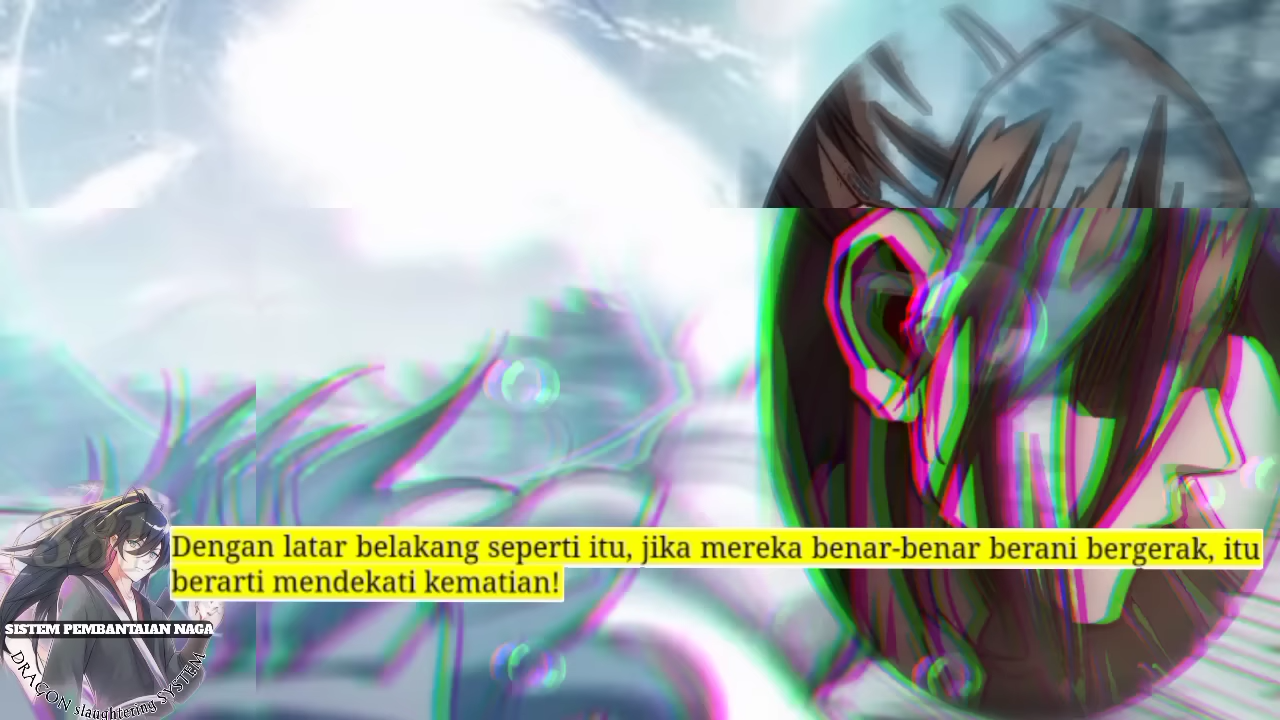 Dengan latar belakang seperti itu, jika mereka benar-benar berani bergerak, itu
berarti mendekati kematian!
SISTEM PEMBANTAIAN NAGA
DRAGON slaughtering SYSTEM